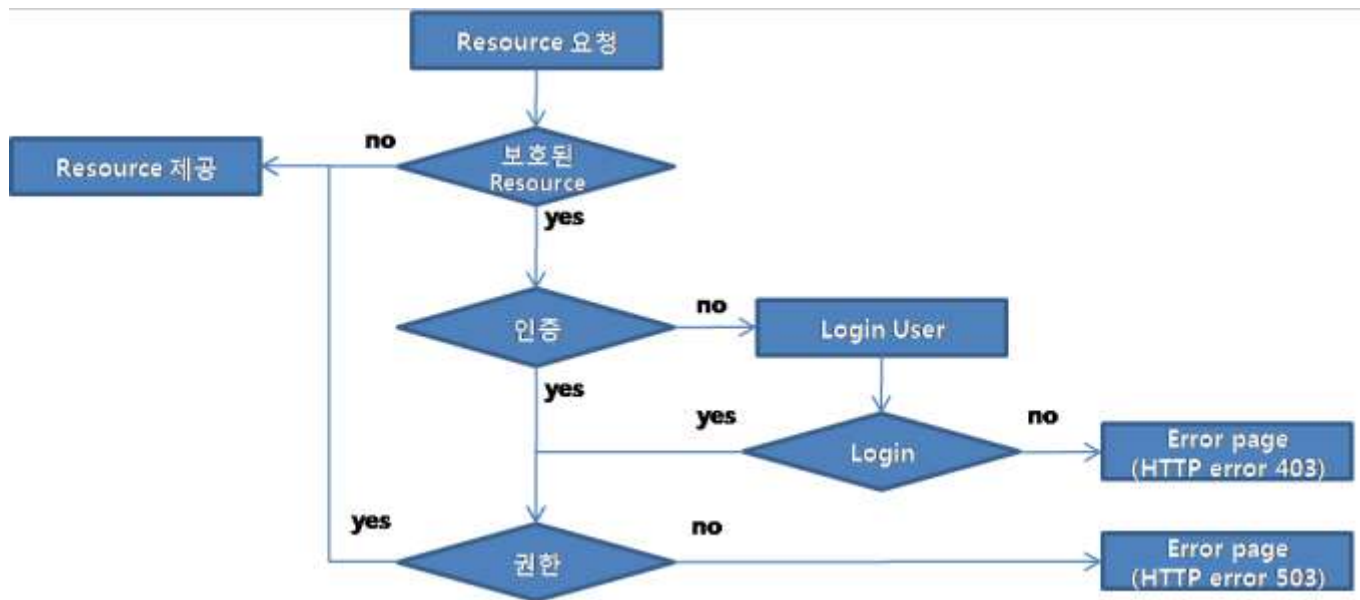 Resource 요청
no
보호된
Resource
Resource 제공
yes
인증
no
Login User
yes
yes
Login
no
Error page
(HTTP error 403)
yes
권한
no
Error page
(HTTP error 503)